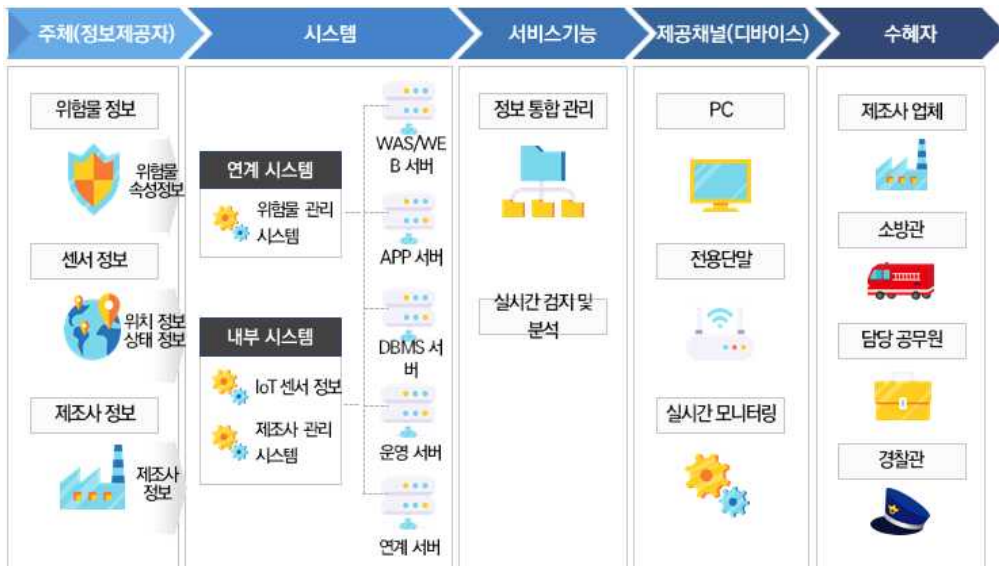 주체(정보제공자)
시스템
서비스기능
제공채널(디바이스)
수혜자
위험물 정보
위험물
속성정보
센서 정보
위치 정보
상태 정보
제조사 정보
제조사
정보
연계 시스템
위험물 관리
시스템
내부 시스템
IoT 센서 정보
제조사 관리
시스템
WAS/WE
B 서버
APP 서버
DBMS 서
버
운영 서버
연계 서버
정보 통합 관리
실시간 검지 및
분석
PC
전용단말
실시간 모니터링
제조사 업체
소방관
담당 공무원
경찰관